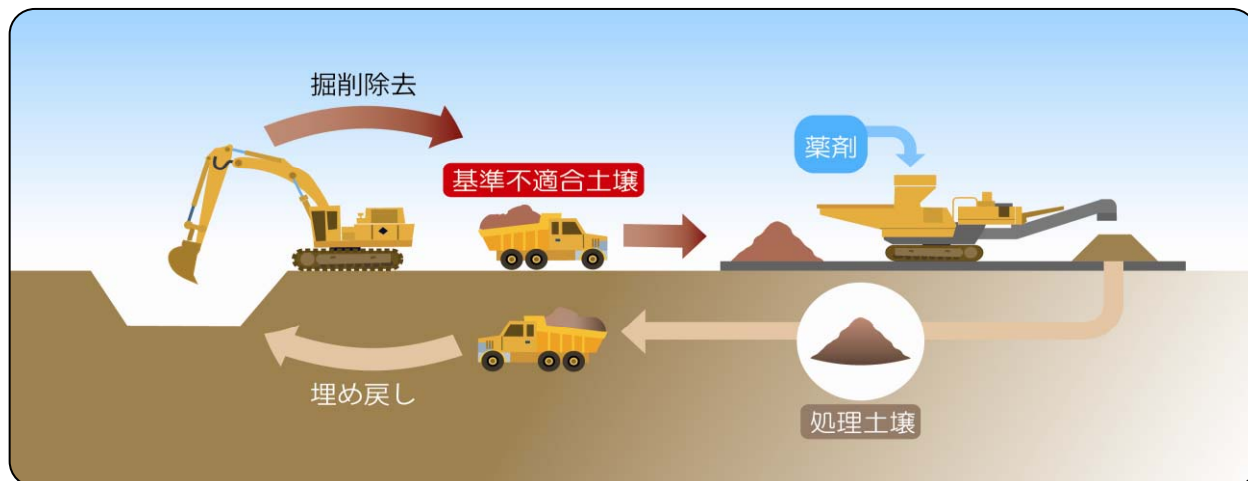 掘削除去
基準不適合土壌
薬剤
埋め戻し
処理土壌